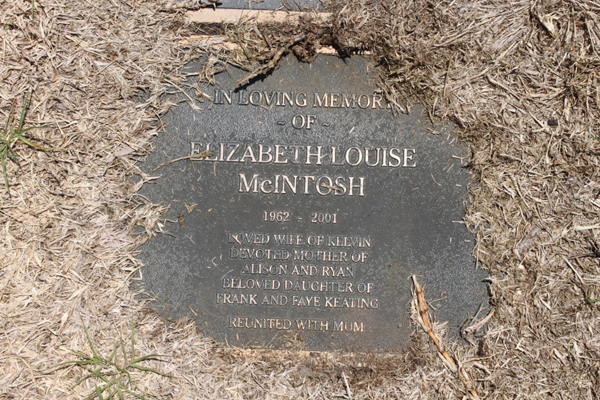 IN LOVING MEMORY
- OF -
ELIZABETH LOUISE
McINTOSH
1962 - 2001
LOVED WIFE OF KELVIN
DEVOTED MOTHER OF
ALISON AND RYAN
BELOVED DAUGHTER OF
FRANK AND FAYE KEATING
REUNITED WITH MUM